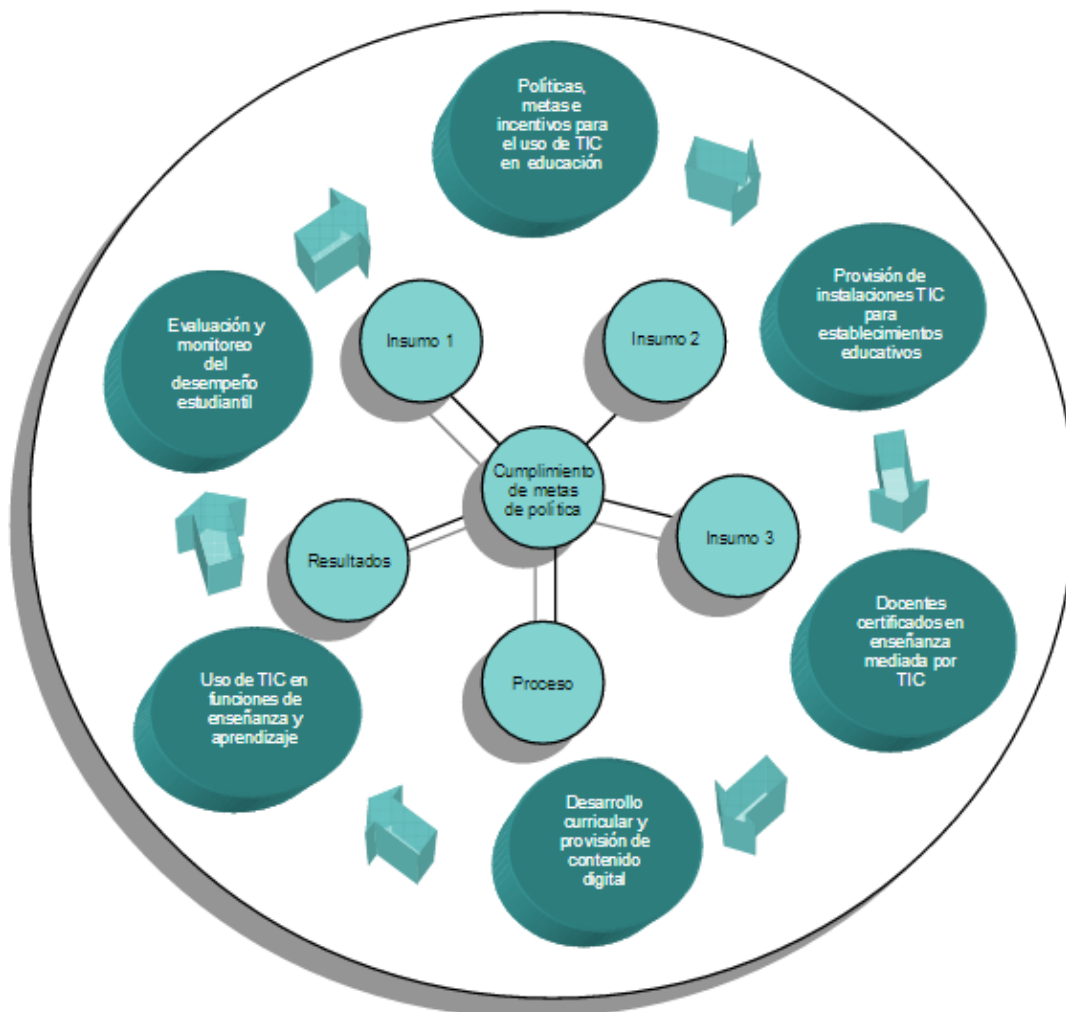 Políticas,
metas e
incentivos para
el uso de TIC
en educación
Provisión de
instalaciones TIC
para
establecimientos
educativos
Evaluación y
monitoreo
del
desempeño
estudiantil
Insumo 1
Insumo 2
Cumplimiento
de metas
de política
Insumo 3
Resultados
Docentes
certificados en
enseñanza
mediada por
TIC
Proceso
Uso de TIC en
funciones de
enseñanza y
aprendizaje
Desarrollo
curricular y
provisión de
contenido
digital